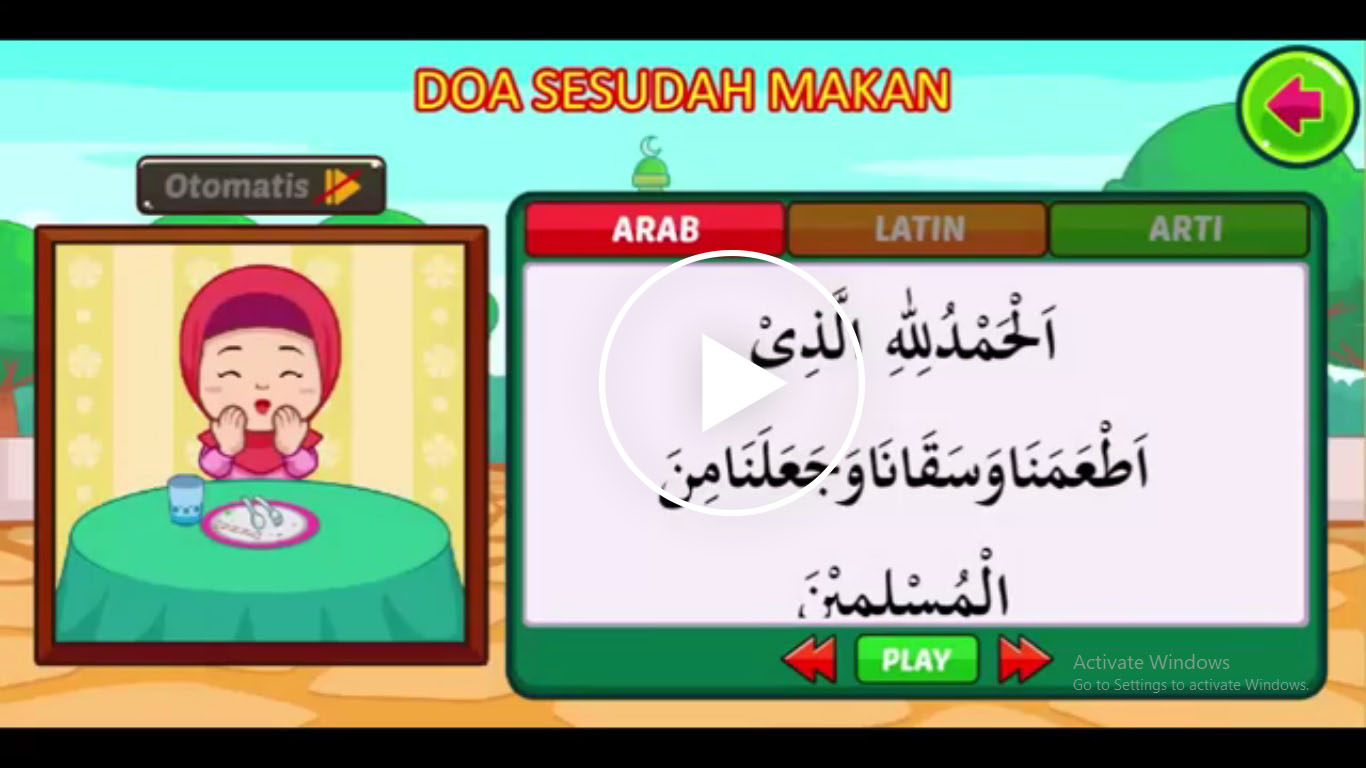 DOA SESUDAH MAKAN
Otomatis
ARAB LATIN ARTI
اَلْحَمْدُلِلّٰهِ الَّذِىْ
اَطْعَمَنَاوَسَقَانَاوَجَعَلَنَامِنَ
الْمُسْلِمِيْنَ
PLAY
Activate Windows
Go to Settings to activate Windows.